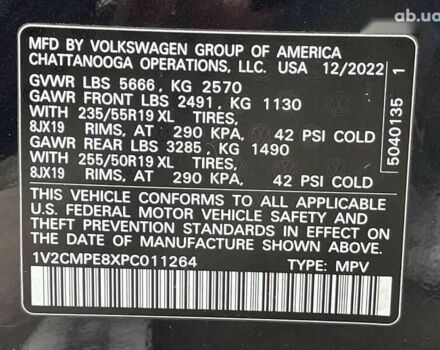 ab.ua
MFD BY VOLKSWAGEN GROUP OF AMERICA
CHATTANOOGA OPERATIONS, LLC. USA 12/2022
GVWR LBS 5666, KG 2570
GAWR FRONT LBS 2491, KG 1130
WITH 235/55R19 XL TIRES,
8JX19 RIMS, AT 290 KPA, 42 PSI COLD
GAWR REAR LBS 3285, KG 1490
WITH 255/50R19 XL TIRES,
8JX19 RIMS, AT 290 KPA, 42 PSI COLD
THIS VEHICLE CONFORMS TO ALL APPLICABLE
U.S. FEDERAL MOTOR VEHICLE SAFETY AND
THEFT PREVENTION STANDARDS IN EFFECT ON
THE DATE OF MANUFACTURE SHOWN ABOVE.
1V2CMPE8XPC011264 TYPE: MPV
5040135 1